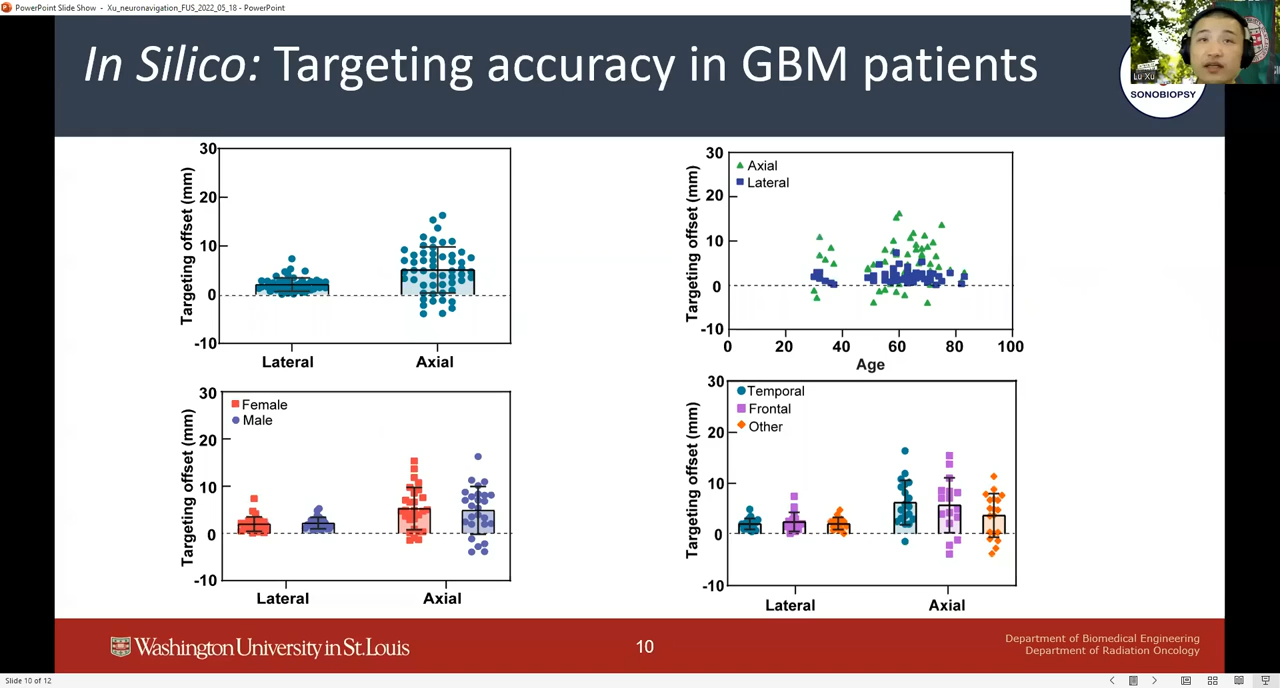 PowerPoint Slide Show - Xu_neuronavigation_FUS_2022_05_18 - PowerPoint
In Silico: Targeting accuracy in GBM patients
Lu Xu
SONOBIOPSY
30
20
10
0
-10
Targeting offset (mm)
Lateral
Axial
30
20
10
0
-10
Targeting offset (mm)
Axial
Lateral
0
20
40
60
80
100
Age
30
20
10
0
-10
Targeting offset (mm)
Female
Male
Lateral
Axial
30
20
10
0
-10
Targeting offset (mm)
Temporal
Frontal
Other
Lateral
Axial
Washington University in St. Louis
10
Department of Biomedical Engineering
Department of Radiation Oncology
Slide 10 of 12